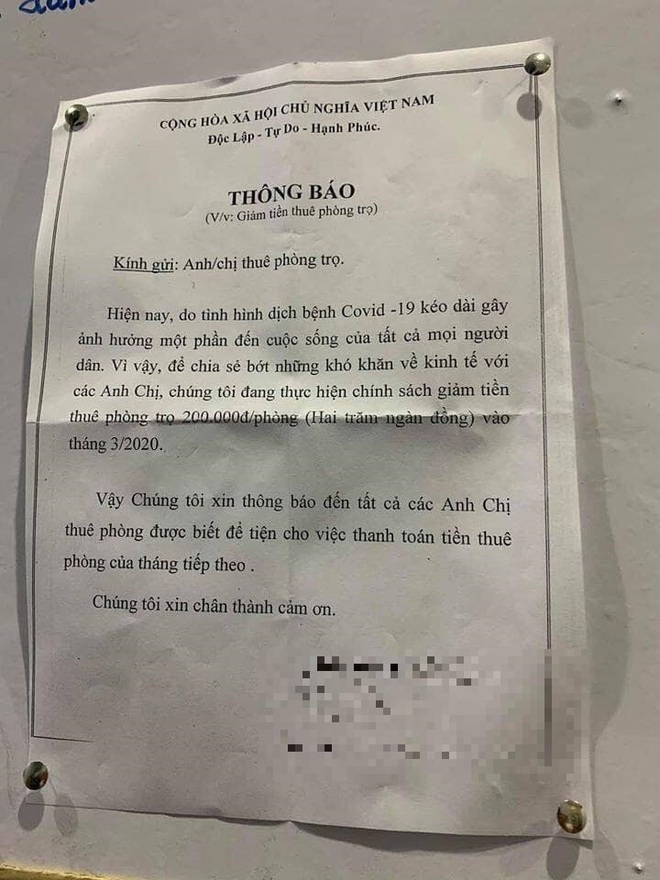 CỘNG HÒA XÃ HỘI CHỦ NGHĨA VIỆT NAM
Độc Lập - Tự Do - Hạnh Phúc.
THÔNG BÁO
(V/v: Giảm tiền thuê phòng trọ)
Kính gửi: Anh/chị thuê phòng trọ.
Hiện nay, do tình hình dịch bệnh Covid -19 kéo dài gây
ảnh hưởng một phần đến cuộc sống của tất cả mọi người
dân. Vì vậy, để chia sẻ bớt những khó khăn về kinh tế với
các Anh Chị, chúng tôi đang thực hiện chính sách giảm tiền
thuê phòng trọ 200.000đ/phòng (Hai trăm ngàn đồng) vào
tháng 3/2020.
Vậy Chúng tôi xin thông báo đến tất cả các Anh Chị
thuê phòng được biết để tiện cho việc thanh toán tiền thuê
phòng của tháng tiếp theo .
Chúng tôi xin chân thành cảm ơn.